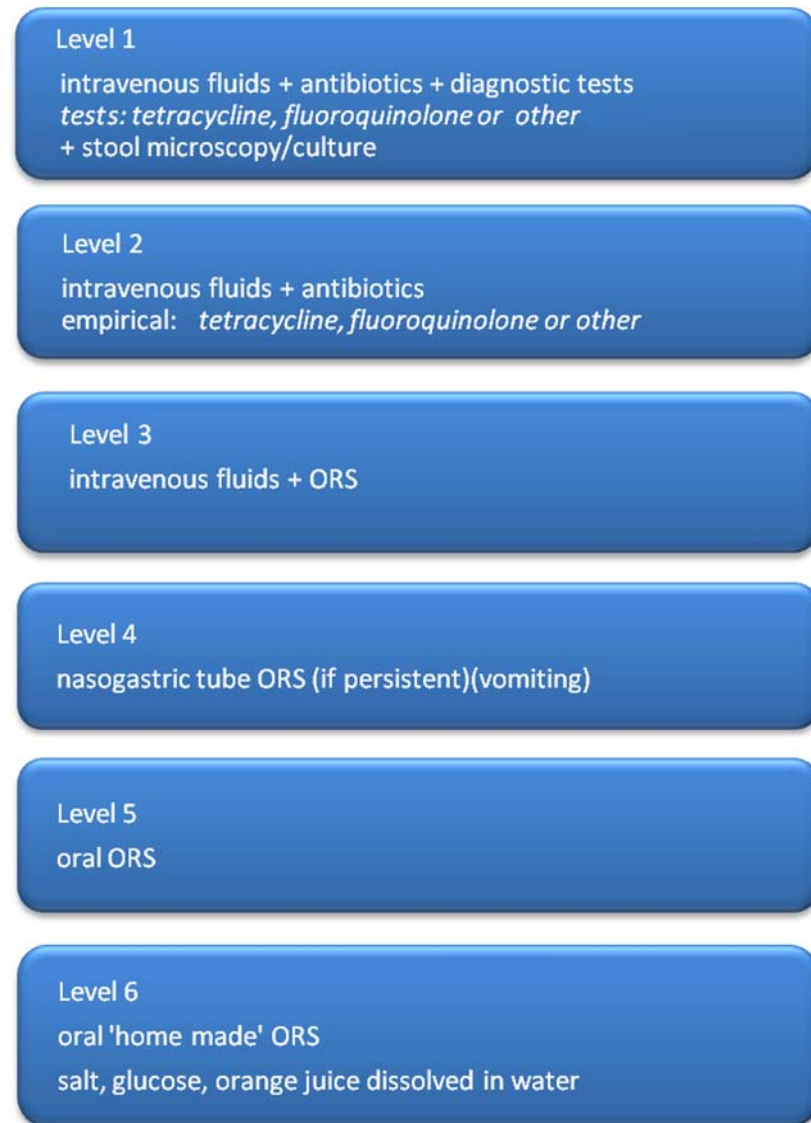 Level 1
intravenous fluids + antibiotics + diagnostic tests
tests: tetracycline, fluoroquinolone or other
+ stool microscopy/culture
Level 2
intravenous fluids + antibiotics
empirical: tetracycline, fluoroquinolone or other
Level 3
intravenous fluids + ORS
Level 4
nasogastric tube ORS (if persistent)(vomiting)
Level 5
oral ORS
Level 6
oral 'home made' ORS
salt, glucose, orange juice dissolved in water